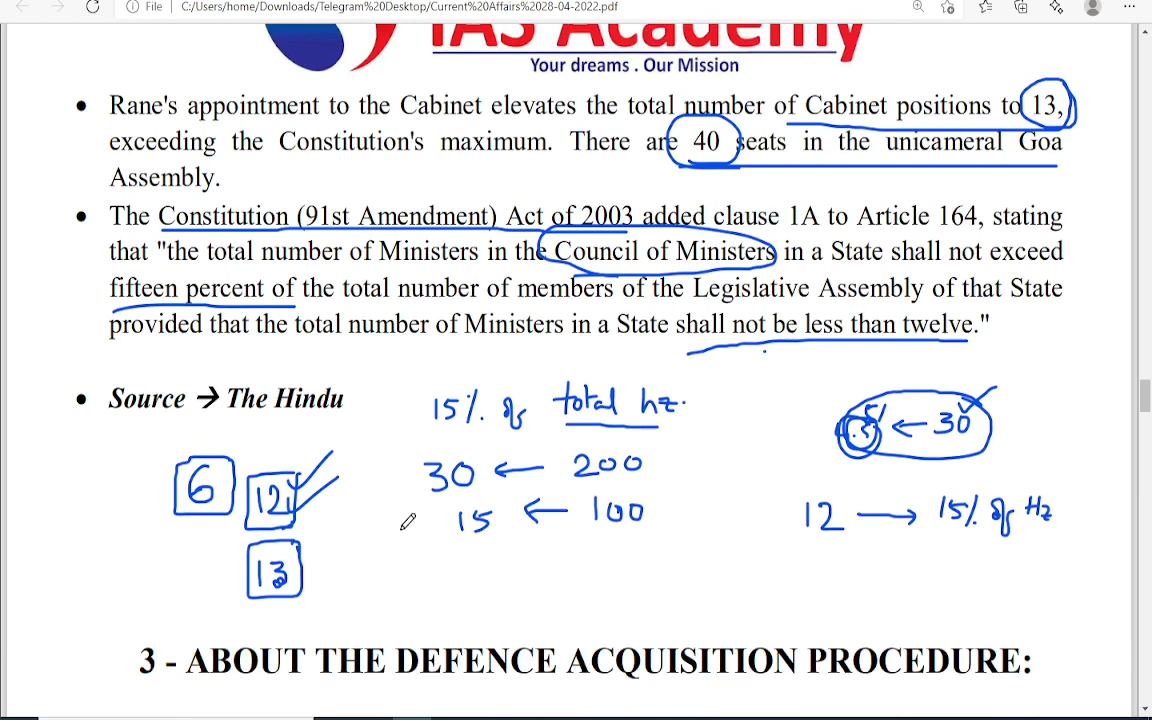 File C:/Users/home/Downloads/Telegram%20Desktop/Current%20Affairs%2028-04-2022.pdf
IAS Academy
Your dreams . Our Mission
• Rane's appointment to the Cabinet elevates the total number of Cabinet positions to 13,
exceeding the Constitution's maximum. There are 40 seats in the unicameral Goa
Assembly.
• The Constitution (91st Amendment) Act of 2003 added clause 1A to Article 164, stating
that "the total number of Ministers in the Council of Ministers in a State shall not exceed
fifteen percent of the total number of members of the Legislative Assembly of that State
provided that the total number of Ministers in a State shall not be less than twelve."
• Source → The Hindu
15% of total hz.
← 30
6 12
30 ← 200
15 ← 100
12 → 15% of Hz
13
3 - ABOUT THE DEFENCE ACQUISITION PROCEDURE: